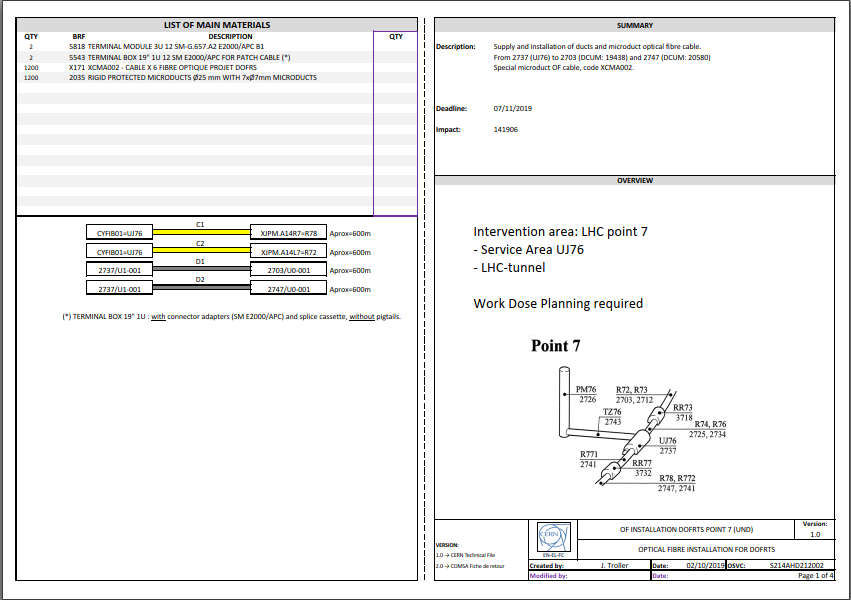 LIST OF MAIN MATERIALS
QTY BRF DESCRIPTION QTY
2 5818 TERMINAL MODULE 3U 12 SM-G.657.A2 E2000/APC B1
2 5543 TERMINAL BOX 19" 1U 12 SM E2000/APC FOR PATCH CABLE (*)
1200 X171 XCMA002 - CABLE X 6 FIBRE OPTIQUE PROJET DOFRS
1200 2035 RIGID PROTECTED MICRODUCTS Ø25 mm WITH 7xØ7mm MICRODUCTS
C1
CYFIB01=UJ76 XJPM.A14R7=R78 Aprox=600m
C2
CYFIB01=UJ76 XJPM.A14L7=R72 Aprox=600m
D1
2737/U1-001 2703/U0-001 Aprox=600m
D2
2737/U1-001 2747/U0-001 Aprox=600m
(*) TERMINAL BOX 19" 1U : with connector adapters (SM E2000/APC) and splice cassette, without pigtails.
SUMMARY
Description: Supply and installation of ducts and microduct optical fibre cable.
From 2737 (UJ76) to 2703 (DCUM: 19438) and 2747 (DCUM: 20580)
Special microduct OF cable, code XCMA002.
Deadline: 07/11/2019
Impact: 141906
OVERVIEW
Intervention area: LHC point 7
- Service Area UJ76
- LHC-tunnel
Work Dose Planning required
Point 7
PM76
2726
R72, R73
2703, 2712
TZ76
2743
RR73
3718
R74, R76
2725, 2734
UJ76
2737
R771
2741
RR77
3732
R78, R772
2747, 2741
VERSION:
1.0 → CERN Technical File
2.0 → COMSA Fiche de retour
CERN
EN-EL-FC
OF INSTALLATION DOFRTS POINT 7 (UND)
Version:
1.0
OPTICAL FIBRE INSTALLATION FOR DOFRTS
Created by: J. Troller Date: 02/10/2019 OSVC: S214AHD212002
Modified by: Date: Page 1 of 4